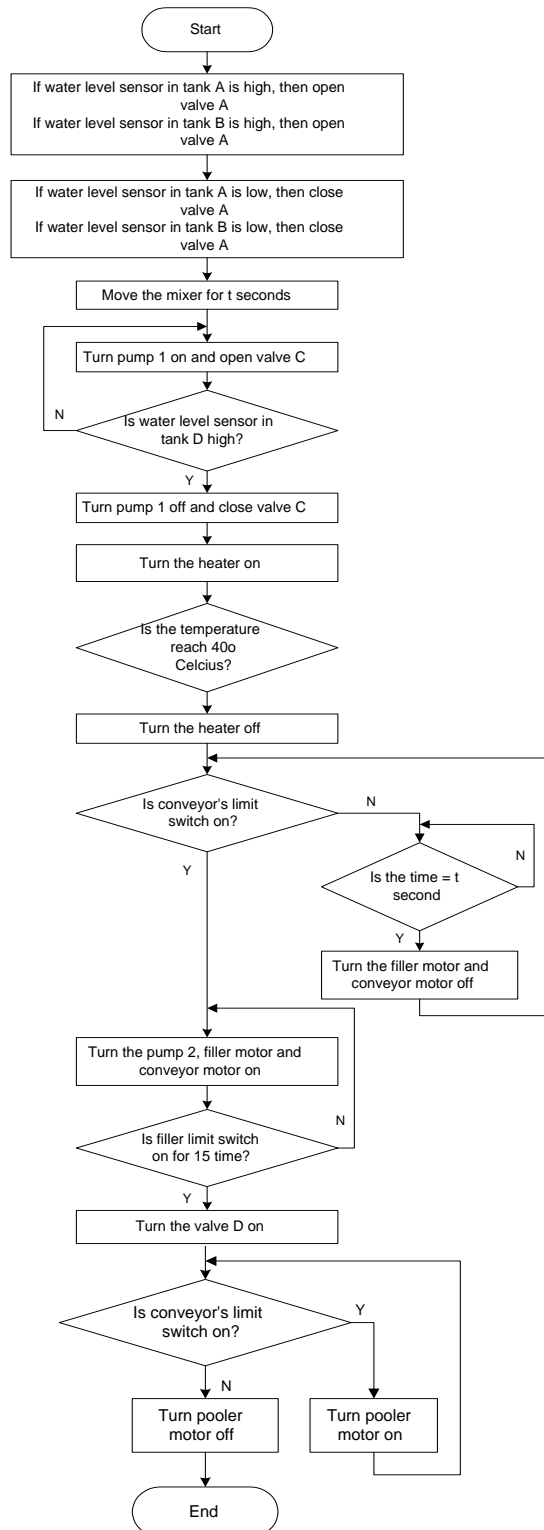 Start
If water level sensor in tank A is high, then open
valve A
If water level sensor in tank B is high, then open
valve A
If water level sensor in tank A is low, then close
valve A
If water level sensor in tank B is low, then close
valve A
Move the mixer for t seconds
Turn pump 1 on and open valve C
N
Is water level sensor in
tank D high?
Y
Turn pump 1 off and close valve C
Turn the heater on
Is the temperature
reach 40o
Celcius?
Turn the heater off
Is conveyor's limit
switch on?
N
Y
Is the time = t
second
N
Y
Turn the filler motor and
conveyor motor off
Turn the pump 2, filler motor and
conveyor motor on
Is filler limit switch
on for 15 time?
N
Y
Turn the valve D on
Is conveyor's limit
switch on?
Y
N
Turn pooler
motor off
Turn pooler
motor on
End